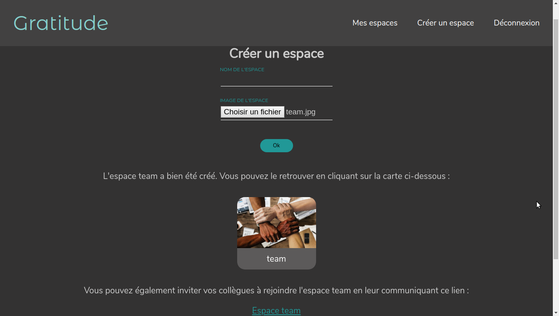 Gratitude
Mes espaces
Créer un espace
Déconnexion
Créer un espace
NOM DE L'ESPACE
IMAGE DE L'ESPACE
Choisir un fichier team.jpg
Ok
L'espace team a bien été créé. Vous pouvez le retrouver en cliquant sur la carte ci-dessous :
team
Vous pouvez également inviter vos collègues à rejoindre l'espace team en leur communiquant ce lien :
Espace team